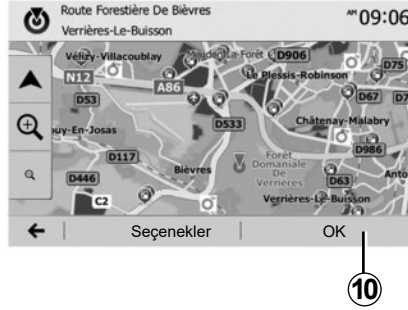 Route Forestière De Bièvres
Verrières-Le-Buisson
AM 09:06
Vélizy-Villacoublay
Meudon-la-Forêt
D906
Le Plessis-Robinson
D75
N12
A86
D53
D67
D533
Châtenay-Malabry
ouy-En-Josas
D986
D117
Bièvres
Forêt
Domaniale
De
Verrières
D446
D63
C2
Verrières-Le-Buisson
Seçenekler
OK
10